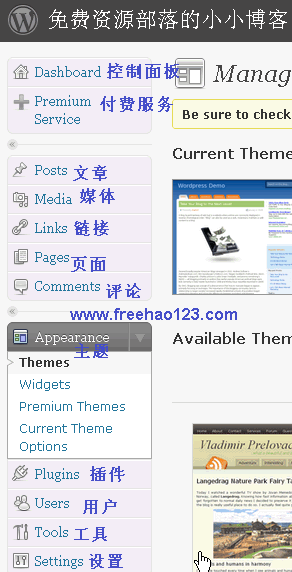 免费资源部落的小小博客
Dashboard 控制面板
Manag
Premium Service 付费服务
Be sure to check
Posts 文章
Current Theme
Media 媒体
Wordpress Demo
Links 链接
Pages 页面
Comments 评论
www.freehao123.com
Appearance 主题
Available Them
Themes
Widgets
Premium Themes
Current Theme
Options
Vladimir Prelovac
Plugins 插件
Langedrag Nature Park Fairy Ta
Users 用户
Tools 工具
Settings 设置
es and humans in harmony